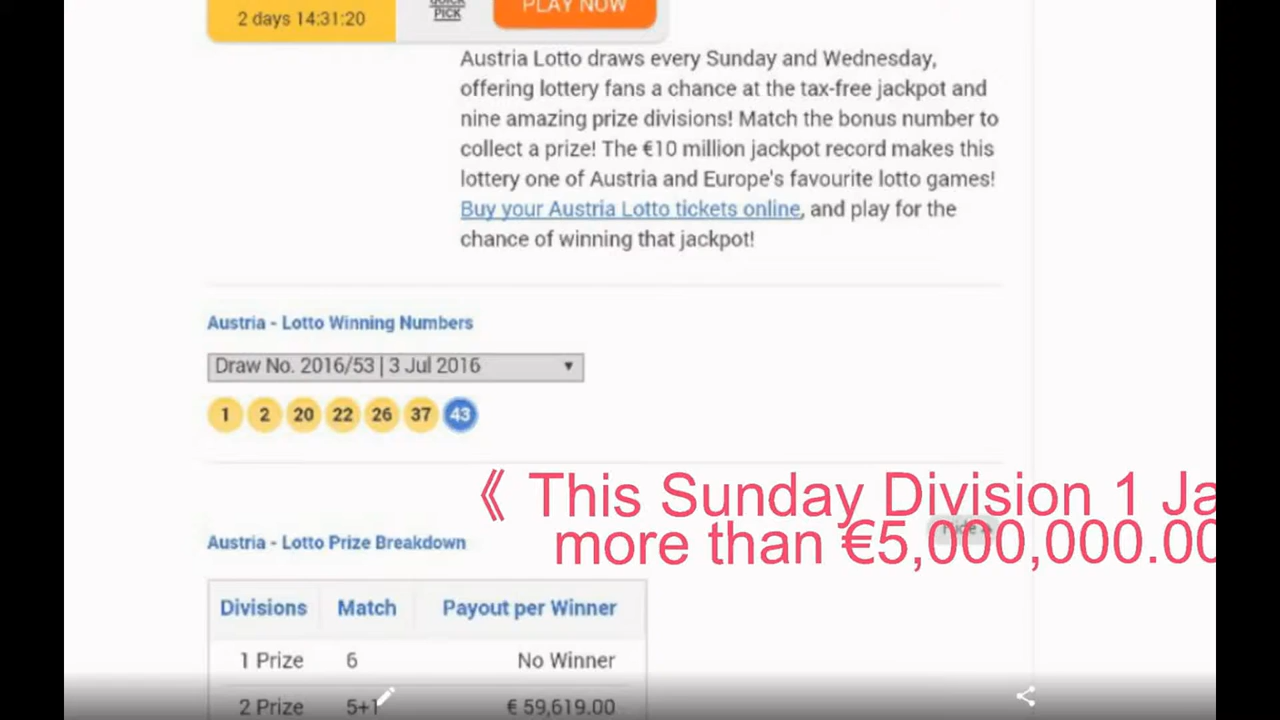 2 days 14:31:20
QUICK
PICK
PLAY NOW
Austria Lotto draws every Sunday and Wednesday,
offering lottery fans a chance at the tax-free jackpot and
nine amazing prize divisions! Match the bonus number to
collect a prize! The €10 million jackpot record makes this
lottery one of Austria and Europe's favourite lotto games!
Buy your Austria Lotto tickets online, and play for the
chance of winning that jackpot!
Austria - Lotto Winning Numbers
Draw No. 2016/53 | 3 Jul 2016
1 2 20 22 26 37 43
《 This Sunday Division 1 Ja
more than €5,000,000.00
Hide
Austria - Lotto Prize Breakdown
Divisions Match Payout per Winner
1 Prize 6 No Winner
2 Prize 5+1 € 59,619.00